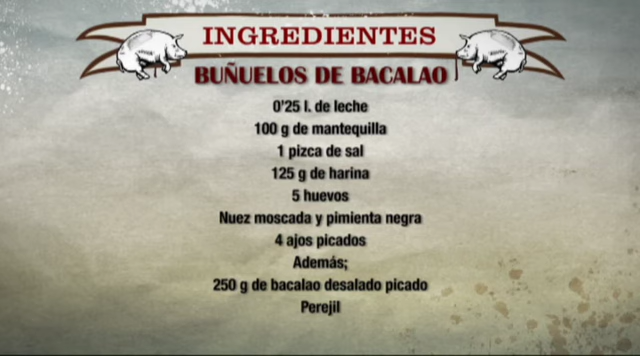 INGREDIENTES
BUÑUELOS DE BACALAO
0'25 l. de leche
100 g de mantequilla
1 pizca de sal
125 g de harina
5 huevos
Nuez moscada y pimienta negra
4 ajos picados
Además;
250 g de bacalao desalado picado
Perejil